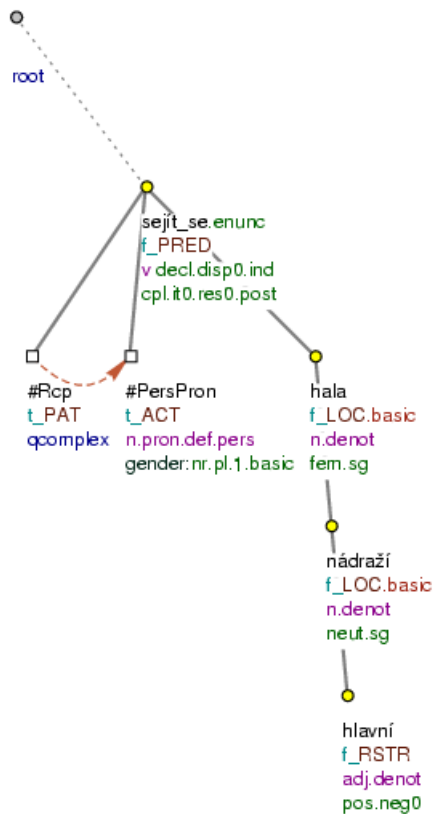 root
sejít_se.enunc
f_PRED
v decl.disp0.ind
cpl.it0.res0.post
#Rcp
t_PAT
qcomplex
#PersPron
t_ACT
n.pron.def.pers
gender:nr.pl.1.basic
hala
f_LOC.basic
n.denot
fem.sg
nádraží
f_LOC.basic
n.denot
neut.sg
hlavní
f_RSTR
adj.denot
pos.neg0